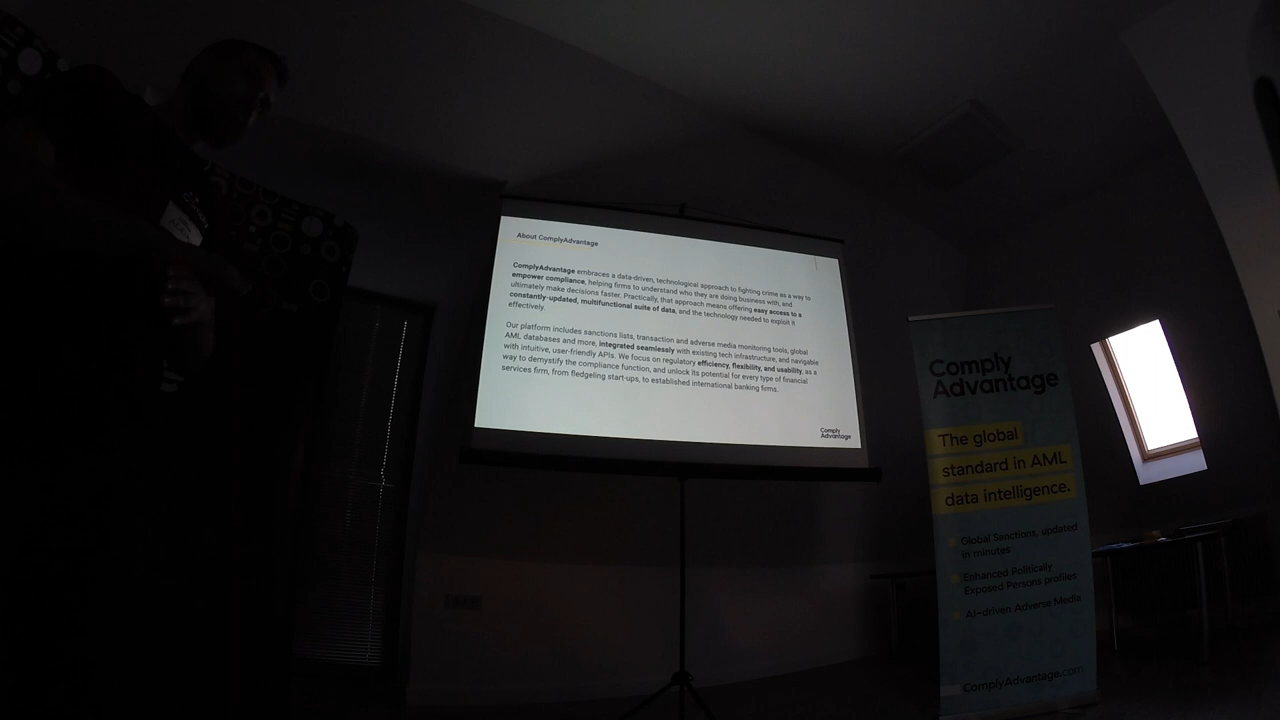 About ComplyAdvantage
ComplyAdvantage embraces a data-driven, technological approach to fighting crime as a way to
empower compliance, helping firms to understand who they are doing business with, and
ultimately make decisions faster. Practically, that approach means offering easy access to a
constantly-updated, multifunctional suite of data, and the technology needed to exploit it
effectively.
Our platform includes sanctions lists, transaction and adverse media monitoring tools, global
AML databases and more, integrated seamlessly with existing tech infrastructure, and navigable
with intuitive, user-friendly APIs. We focus on regulatory efficiency, flexibility, and usability, as a
way to demystify the compliance function, and unlock its potential for every type of financial
services firm, from fledgeling start-ups, to established international banking firms.
Comply
Advantage
Comply
Advantage
The global
standard in AML
data intelligence.
Global Sanctions, updated
in minutes
Enhanced Politically
Exposed Persons profiles
AI-driven Adverse Media
ComplyAdvantage.com